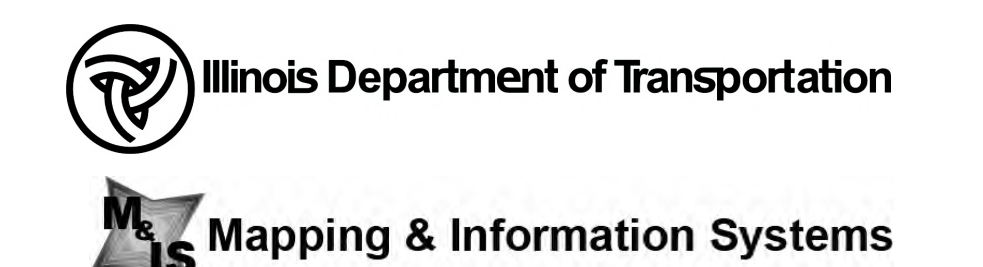 Illinois Department of Transportation
M & IS Mapping & Information Systems